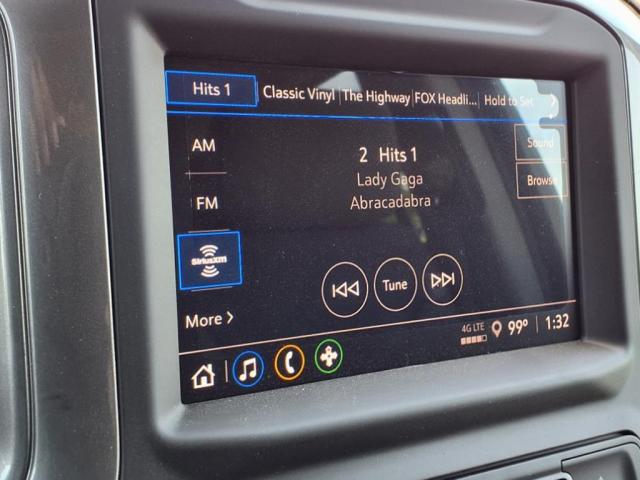 Hits 1 Classic Vinyl The Highway FOX Headli... Hold to Set
AM
FM
SiriusXM
More
2 Hits 1
Lady Gaga
Abracadabra
Sound
Browse
Tune
4G LTE
99° 1:32